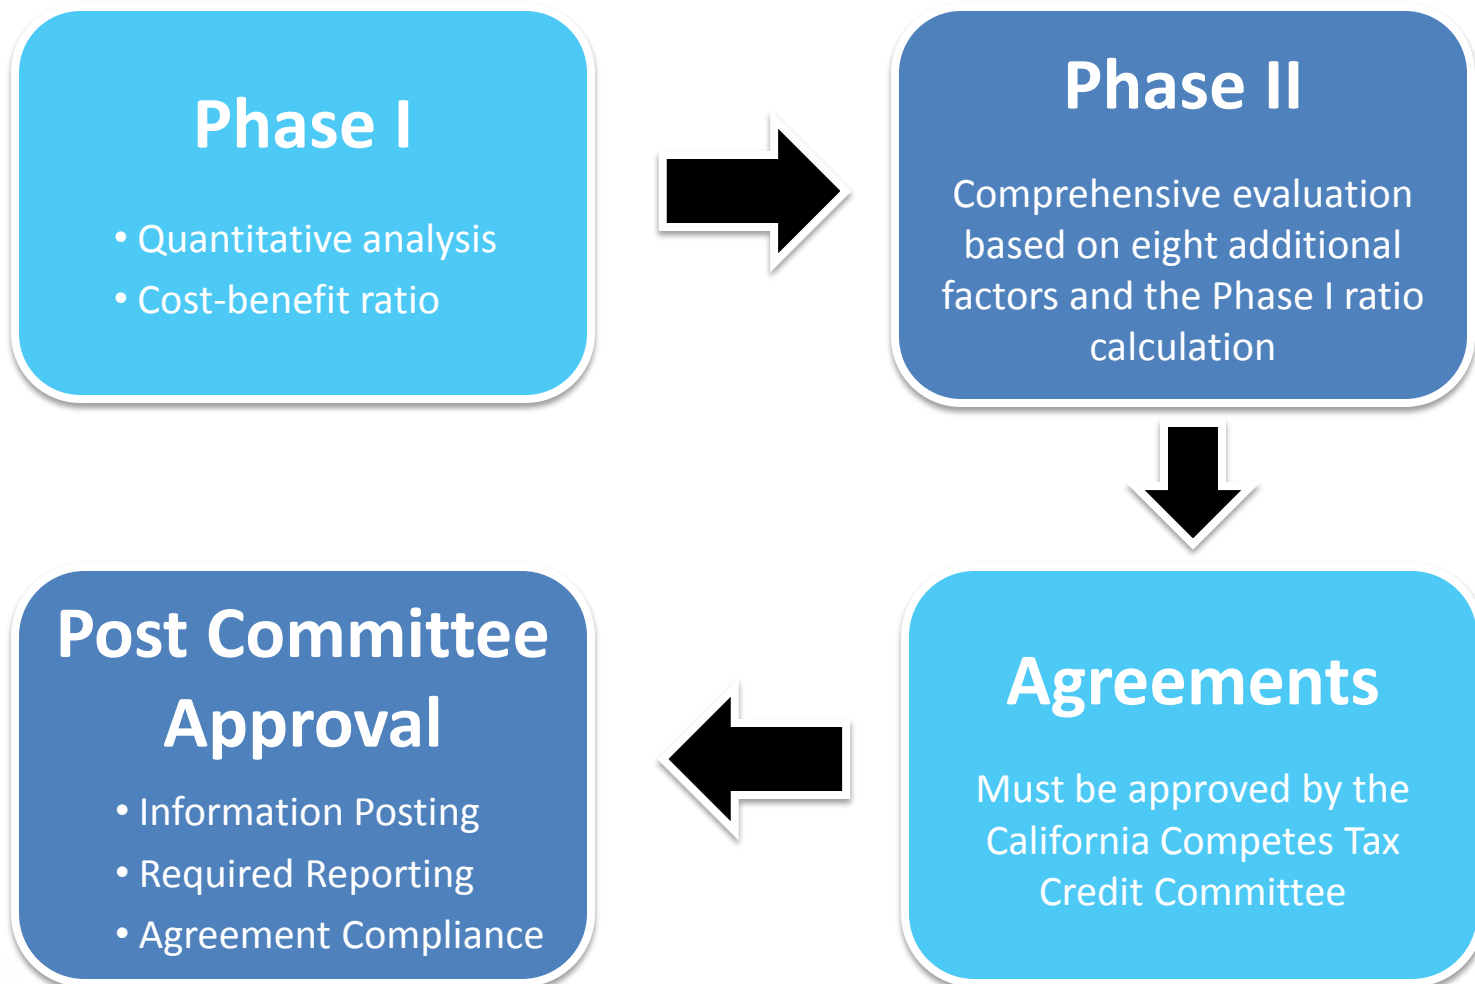 Phase I
• Quantitative analysis
• Cost-benefit ratio
Phase II
Comprehensive evaluation
based on eight additional
factors and the Phase I ratio
calculation
Agreements
Must be approved by the
California Competes Tax
Credit Committee
Post Committee
Approval
• Information Posting
• Required Reporting
• Agreement Compliance